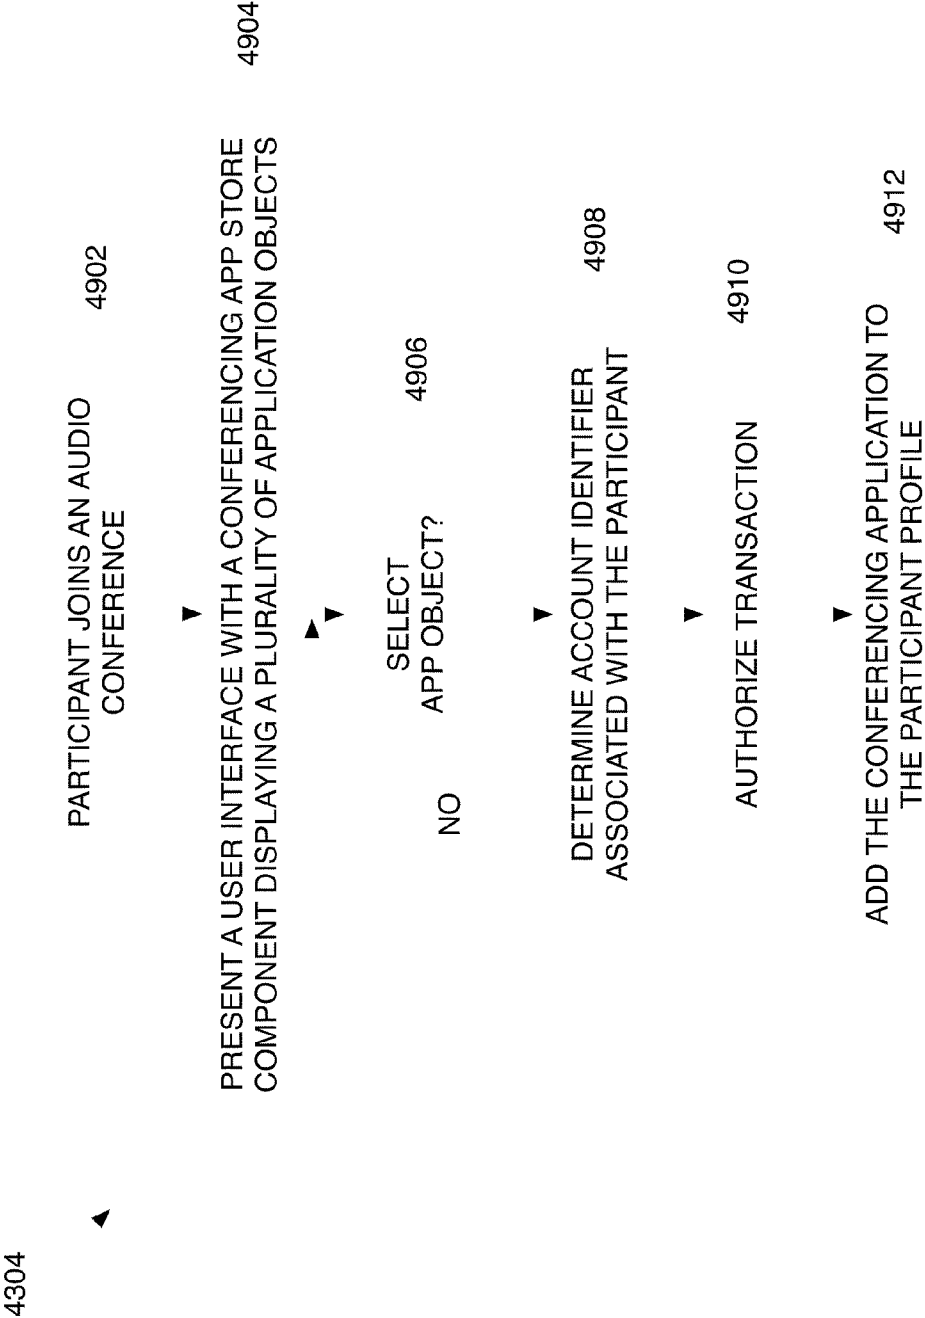 4304
PARTICIPANT JOINS AN AUDIO
CONFERENCE
4902
PRESENT A USER INTERFACE WITH A CONFERENCING APP STORE
COMPONENT DISPLAYING A PLURALITY OF APPLICATION OBJECTS
4904
SELECT
APP OBJECT?
4906
NO
DETERMINE ACCOUNT IDENTIFIER
ASSOCIATED WITH THE PARTICIPANT
4908
AUTHORIZE TRANSACTION
4910
ADD THE CONFERENCING APPLICATION TO
THE PARTICIPANT PROFILE
4912